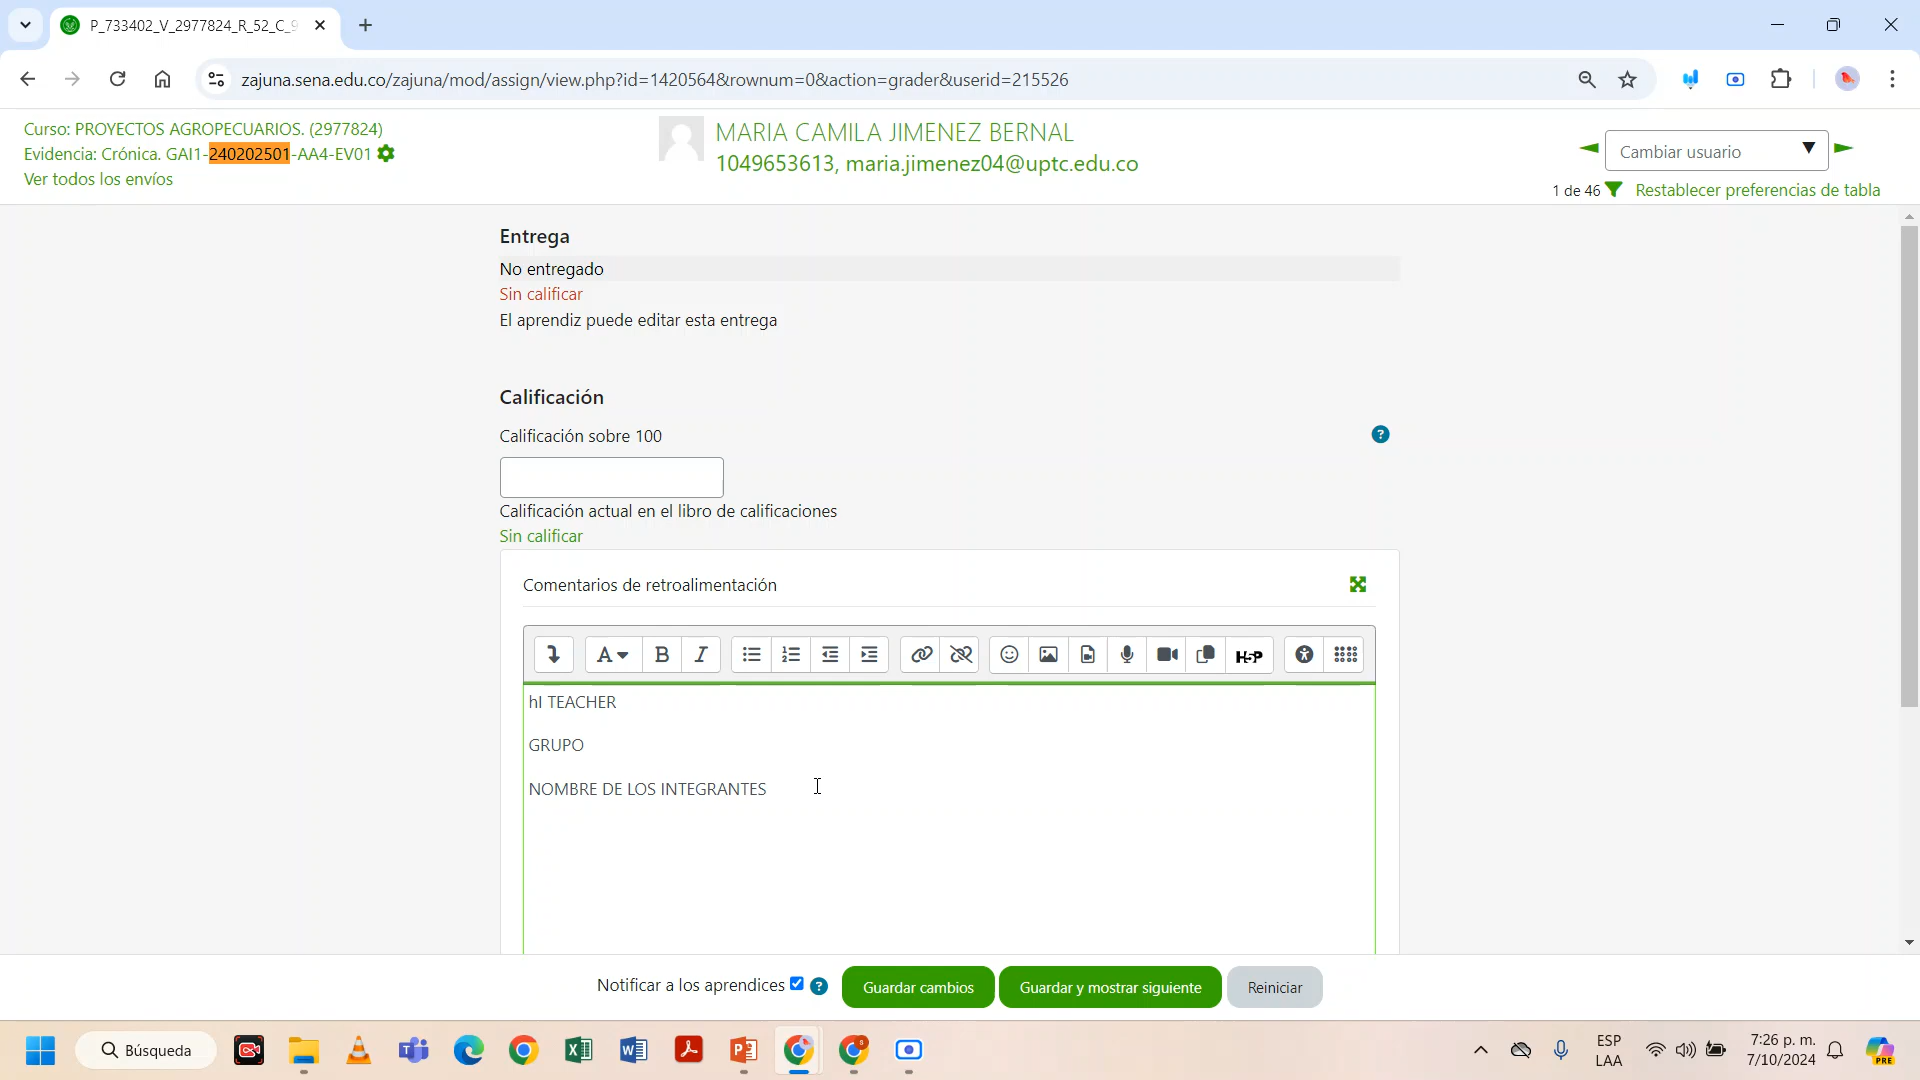 P_733402_V_2977824_R_52_C_9
zajuna.sena.edu.co/zajuna/mod/assign/view.php?id=1420564&rownum=0&action=grader&userid=215526
Curso: PROYECTOS AGROPECUARIOS. (2977824)
Evidencia: Crónica. GAI1-240202501-AA4-EV01
Ver todos los envíos
MARIA CAMILA JIMENEZ BERNAL
1049653613, maria.jimenez04@uptc.edu.co
Cambiar usuario
1 de 46
Restablecer preferencias de tabla
Entrega
No entregado
Sin calificar
El aprendiz puede editar esta entrega
Calificación
Calificación sobre 100
?
Calificación actual en el libro de calificaciones
Sin calificar
Comentarios de retroalimentación
A
B
I
H5P
hI TEACHER
GRUPO
NOMBRE DE LOS INTEGRANTES
Notificar a los aprendices
?
Guardar cambios
Guardar y mostrar siguiente
Reiniciar
Búsqueda
ESP
LAA
7:26 p. m.
7/10/2024
PRE